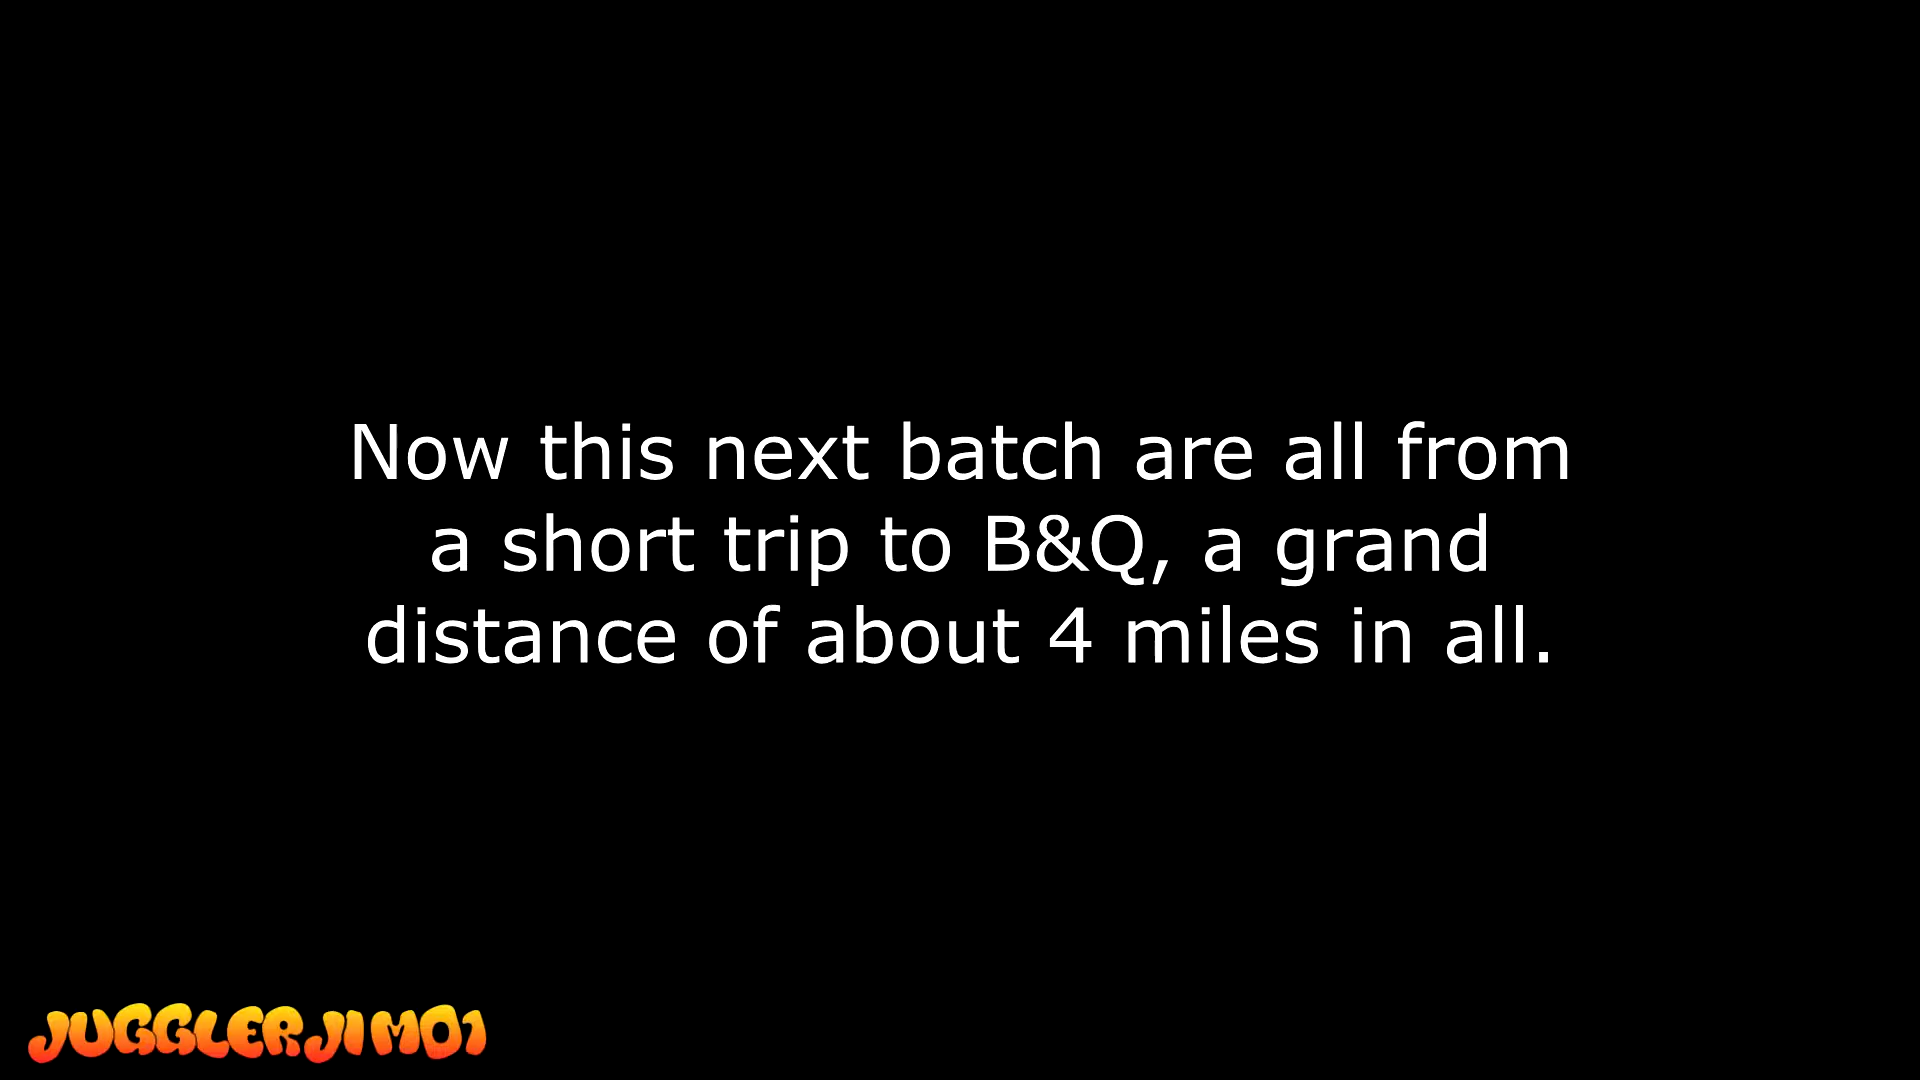 Now this next batch are all from
a short trip to B&Q, a grand
distance of about 4 miles in all.
JUGGLERJIM01